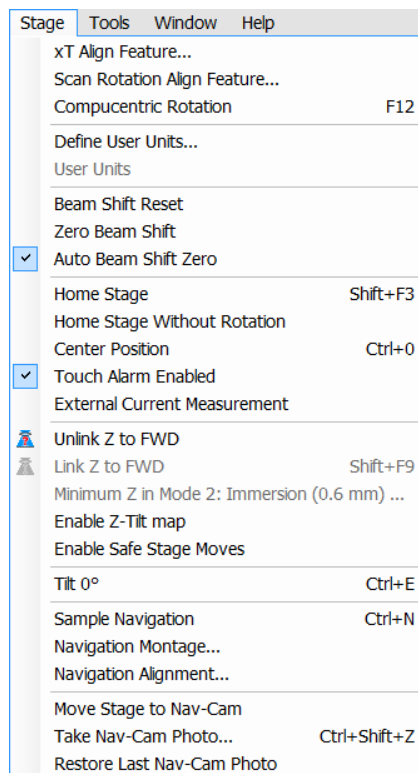 Stage Tools Window Help
xT Align Feature...
Scan Rotation Align Feature...
Compucentric Rotation F12
Define User Units...
User Units
Beam Shift Reset
Zero Beam Shift
Auto Beam Shift Zero
Home Stage Shift+F3
Home Stage Without Rotation
Center Position Ctrl+0
Touch Alarm Enabled
External Current Measurement
Unlink Z to FWD
Link Z to FWD Shift+F9
Minimum Z in Mode 2: Immersion (0.6 mm) ...
Enable Z-Tilt map
Enable Safe Stage Moves
Tilt 0° Ctrl+E
Sample Navigation Ctrl+N
Navigation Montage...
Navigation Alignment...
Move Stage to Nav-Cam
Take Nav-Cam Photo... Ctrl+Shift+Z
Restore Last Nav-Cam Photo